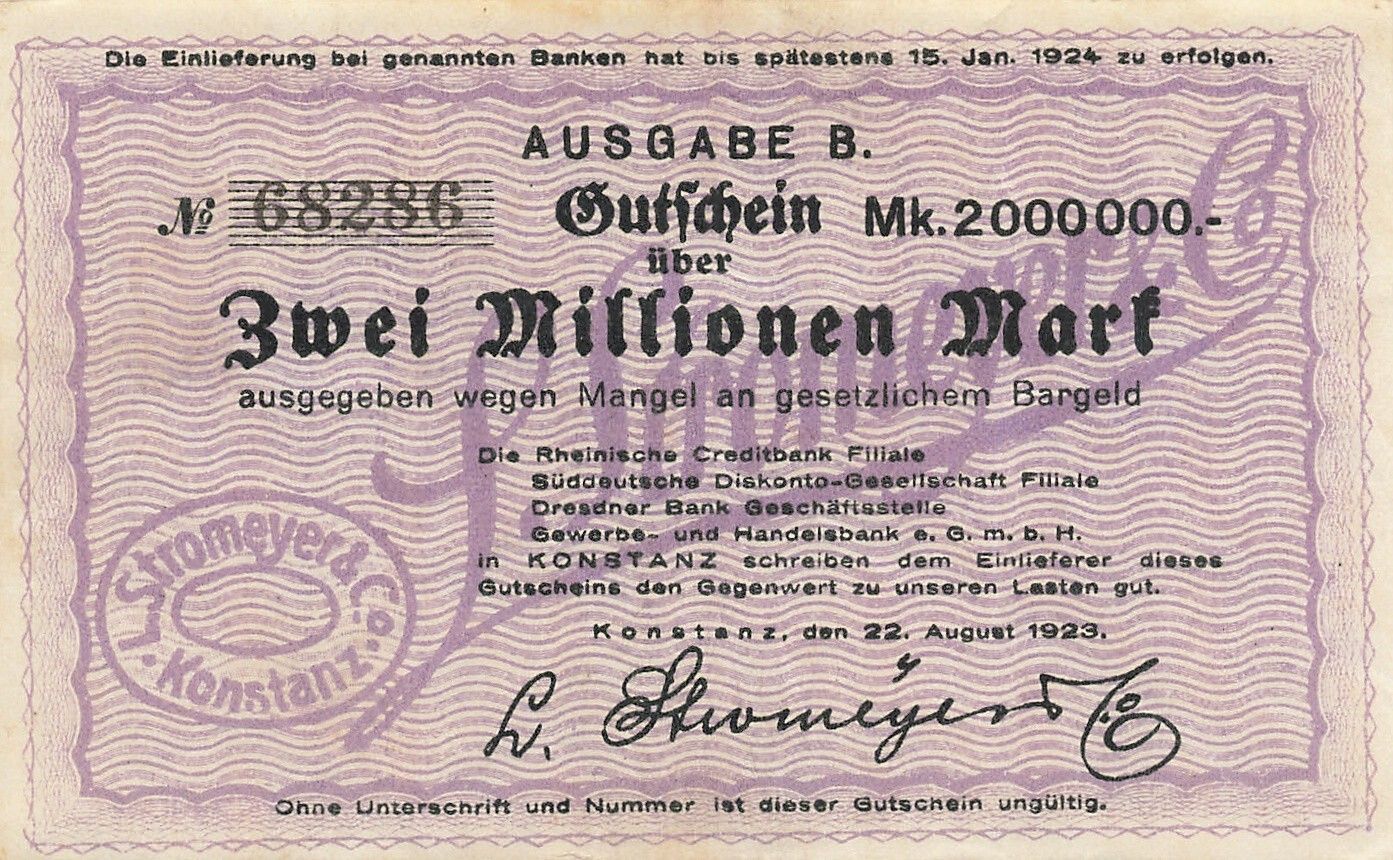 Die Einlieferung bei genannten Banken hat bis spätestens 15. Jan. 1924 zu erfolgen.
AUSGABE B.
№ 68286 Gutschein Mk. 2000000.-
über
Zwei Millionen Mark
ausgegeben wegen Mangel an gesetzlichem Bargeld
Die Rheinische Creditbank Filiale
Süddeutsche Diskonto-Gesellschaft Filiale
Dresdner Bank Geschäftsstelle
Gewerbe- und Handelsbank e. G. m. b. H.
in KONSTANZ schreiben dem Einlieferer dieses
Gutscheins den Gegenwert zu unseren Lasten gut.
Konstanz, den 22. August 1923.
L. Stromeyer & Co
L. Stromeyer & Co.
Konstanz.
L. Stromeyer & Co
Ohne Unterschrift und Nummer ist dieser Gutschein ungültig.